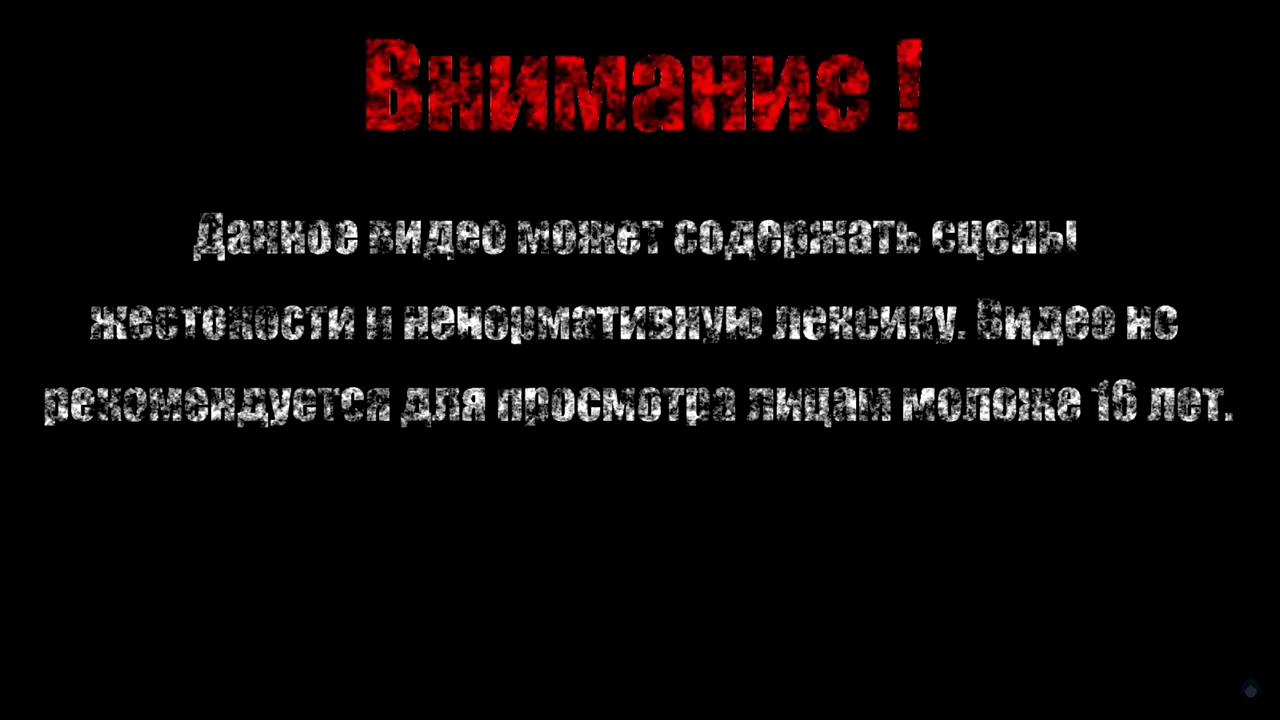 Внимание !
Данное видео может содержать сцены
жестокости и ненормативную лексику. Видео не
рекомендуется для просмотра лицам моложе 16 лет.